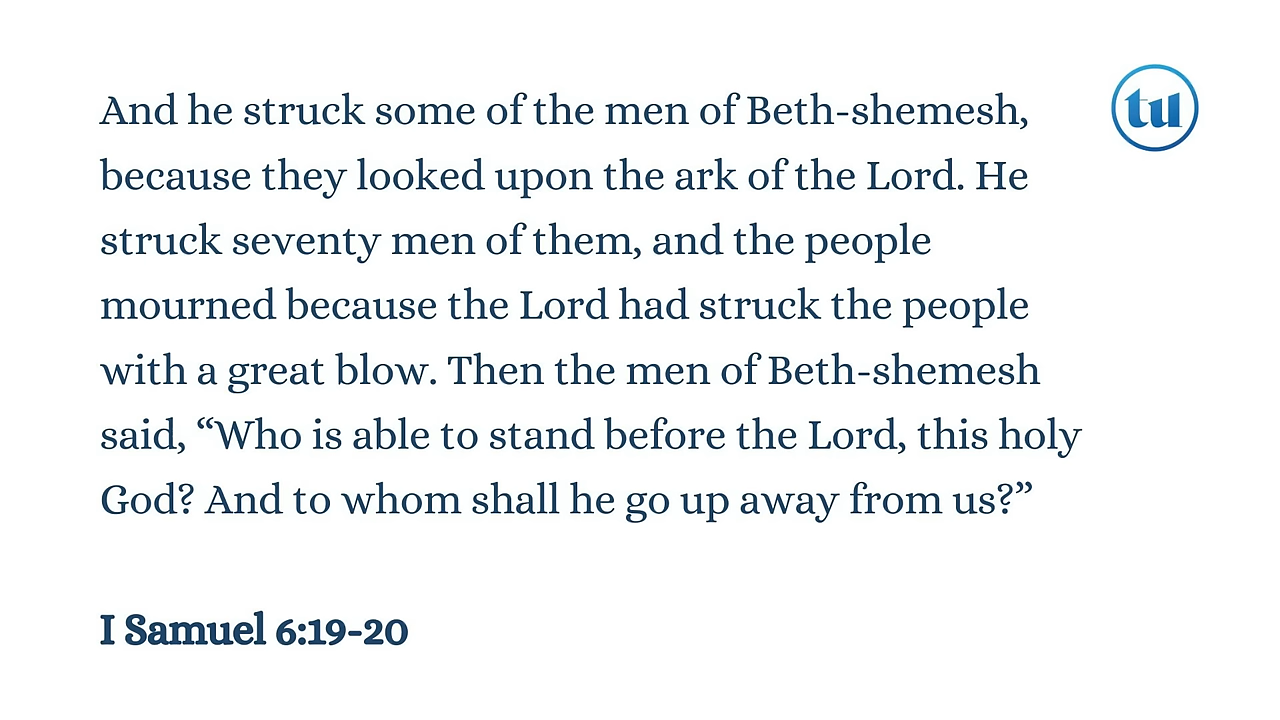 And he struck some of the men of Beth-shemesh,
because they looked upon the ark of the Lord. He
struck seventy men of them, and the people
mourned because the Lord had struck the people
with a great blow. Then the men of Beth-shemesh
said, “Who is able to stand before the Lord, this holy
God? And to whom shall he go up away from us?”
I Samuel 6:19-20
tu